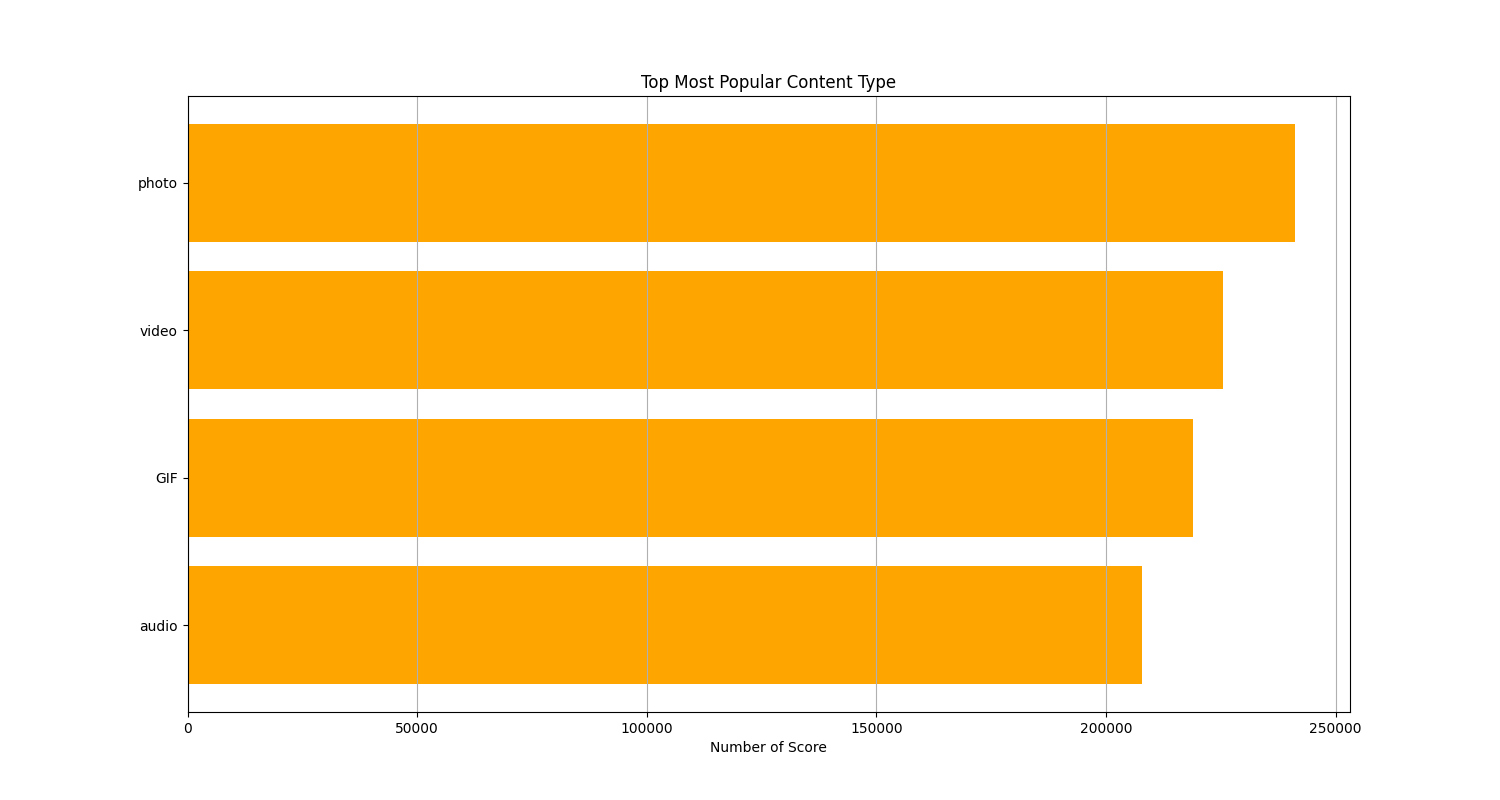 Top Most Popular Content Type
photo
video
GIF
audio
0 50000 100000 150000 200000 250000
Number of Score